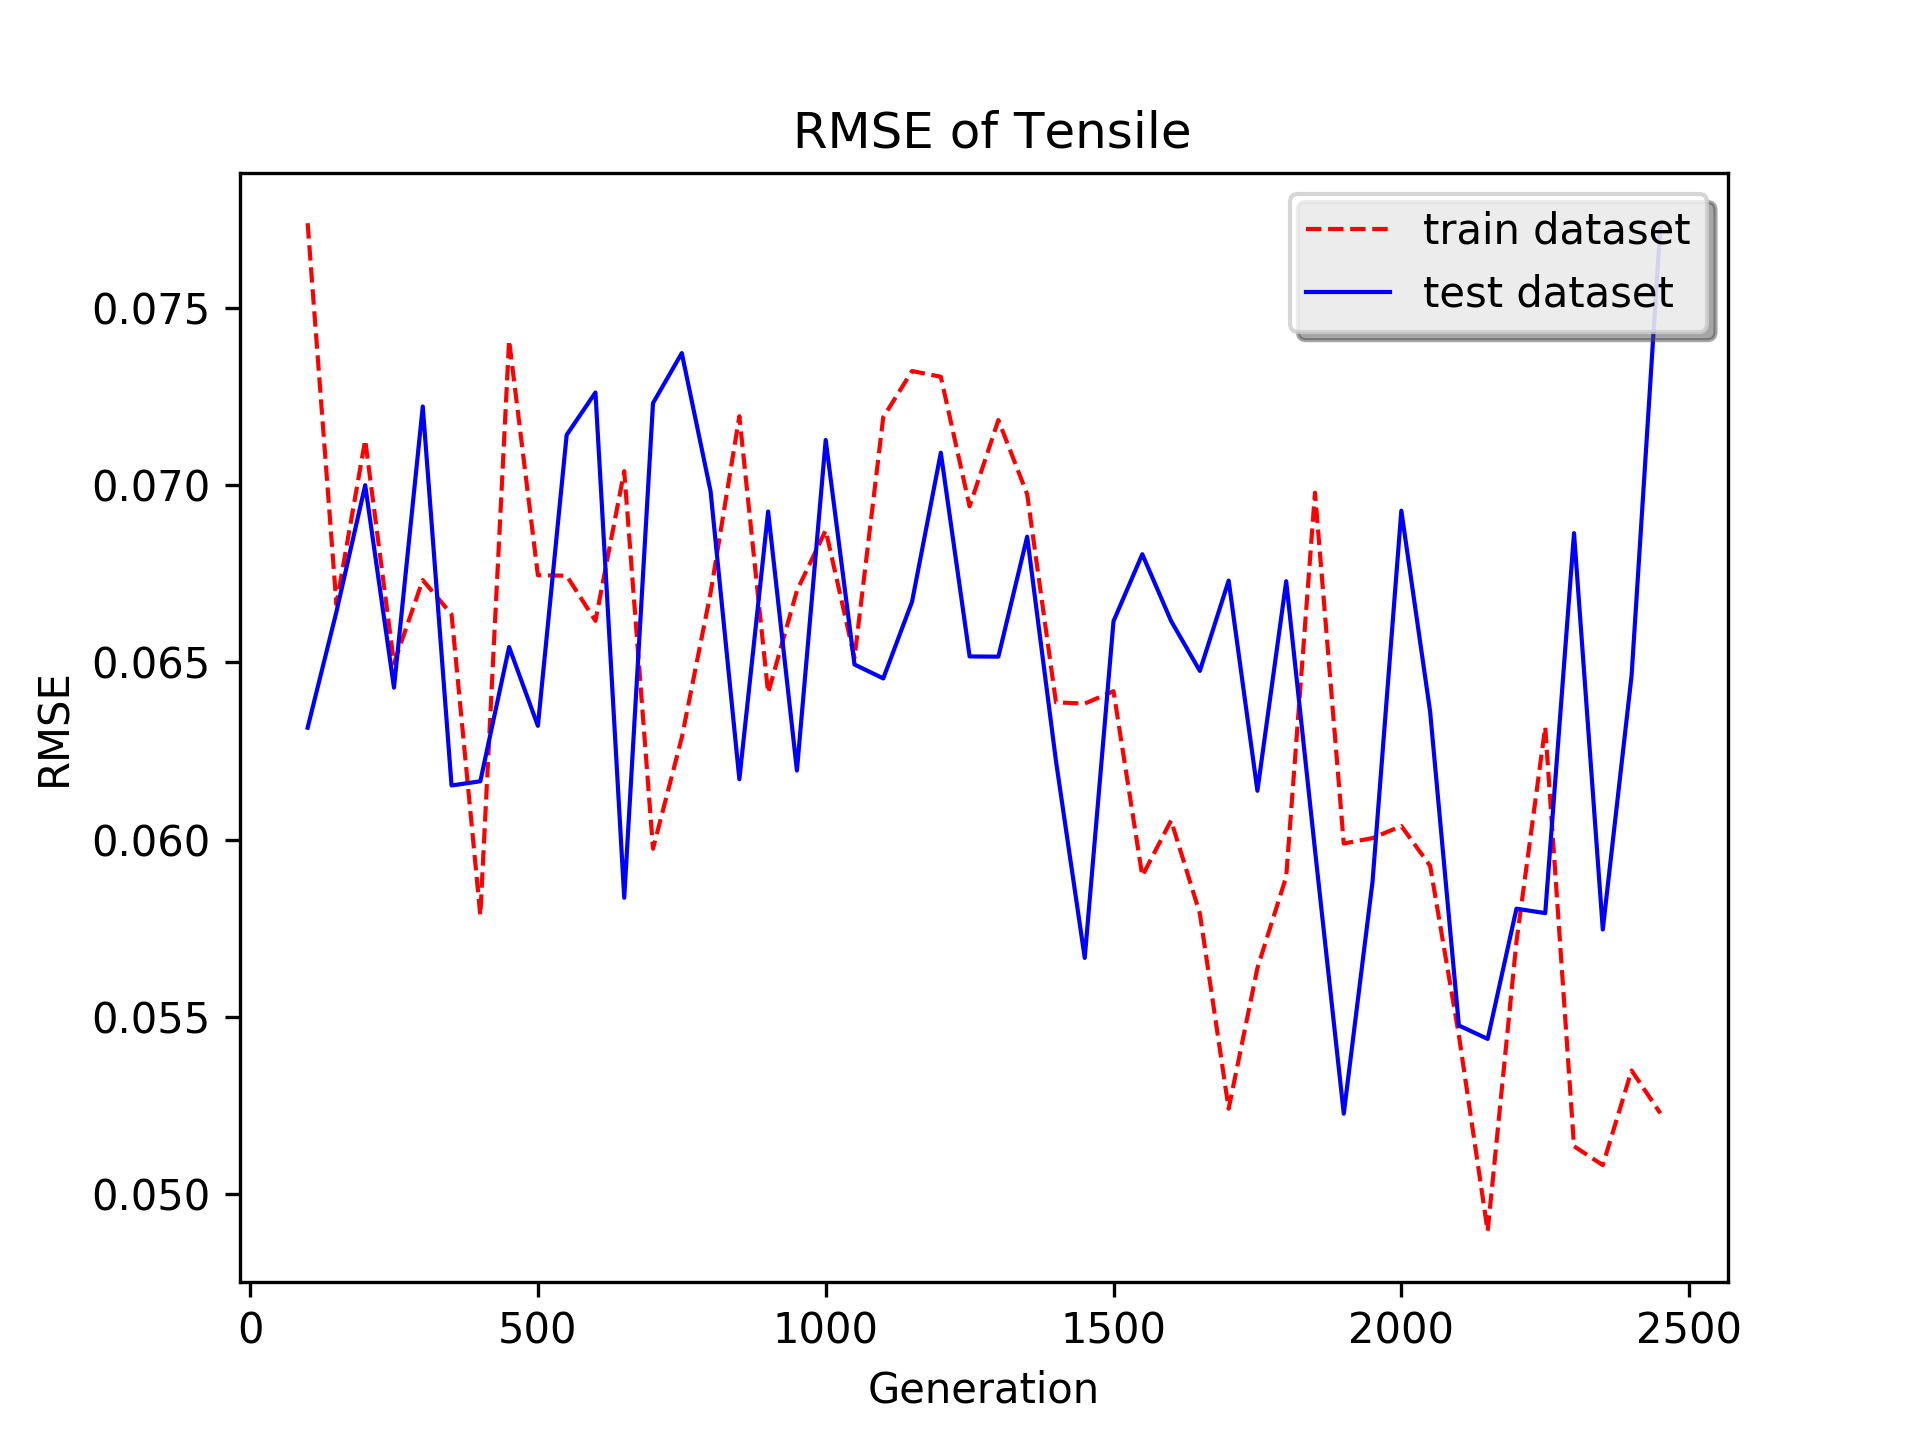 RMSE of Tensile
train dataset
test dataset
0.075
0.070
0.065
0.060
0.055
0.050
RMSE
0 500 1000 1500 2000 2500
Generation